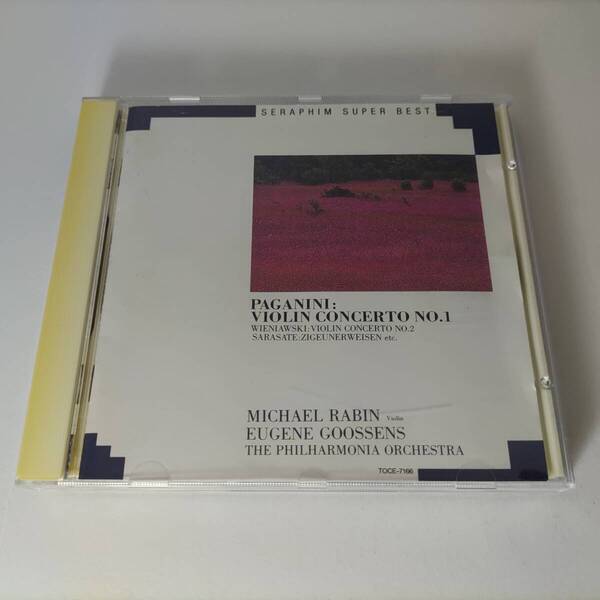 SERAPHIM SUPER BEST
PAGANINI:
VIOLIN CONCERTO NO.1
WIENIAWSKI:VIOLIN CONCERTO NO.2
SARASATE:ZIGEUNERWEISEN etc.
MICHAEL RABIN Violin
EUGENE GOOSSENS
THE PHILHARMONIA ORCHESTRA
TOCE-7166